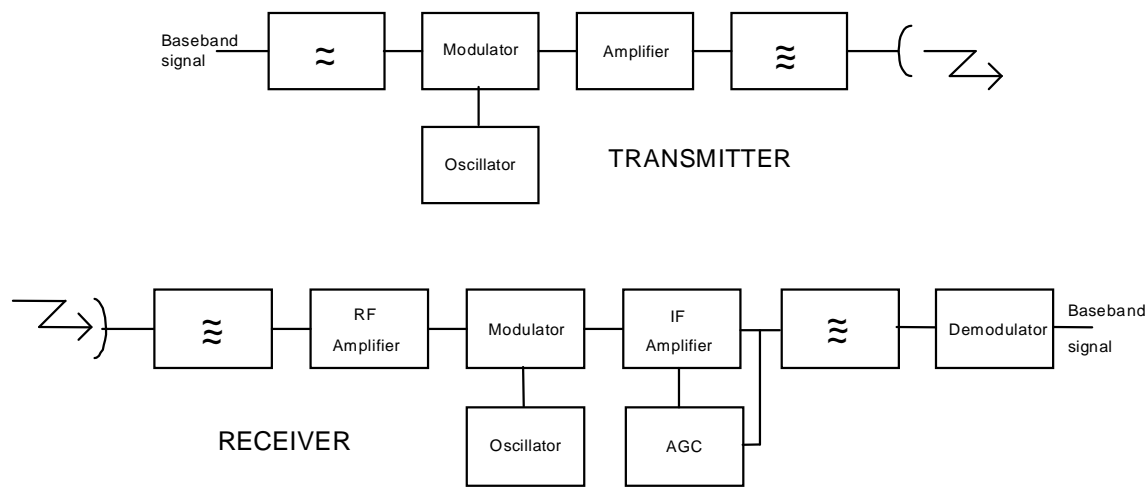 Baseband
signal
Modulator
Amplifier
Oscillator
TRANSMITTER
RF
Amplifier
Modulator
IF
Amplifier
Demodulator
Baseband
signal
Oscillator
AGC
RECEIVER